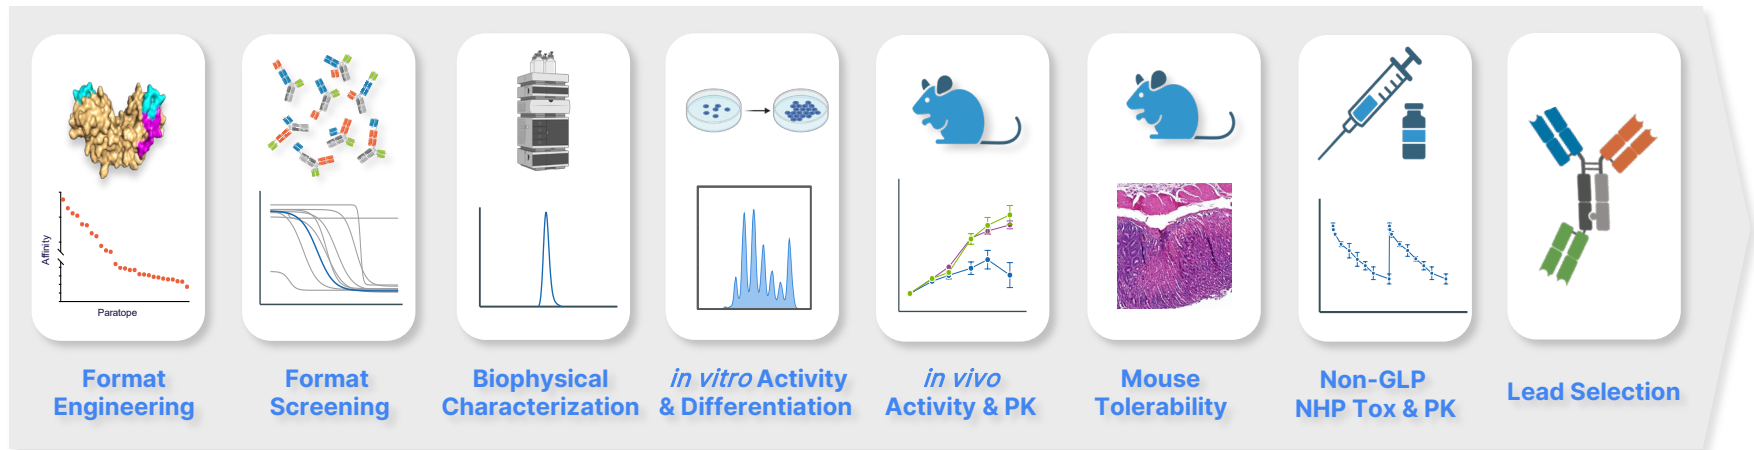 Affinity
Paratope
Format
Engineering
Format
Screening
Biophysical
Characterization
in vitro Activity
& Differentiation
in vivo
Activity & PK
Mouse
Tolerability
Non-GLP
NHP Tox & PK
Lead Selection